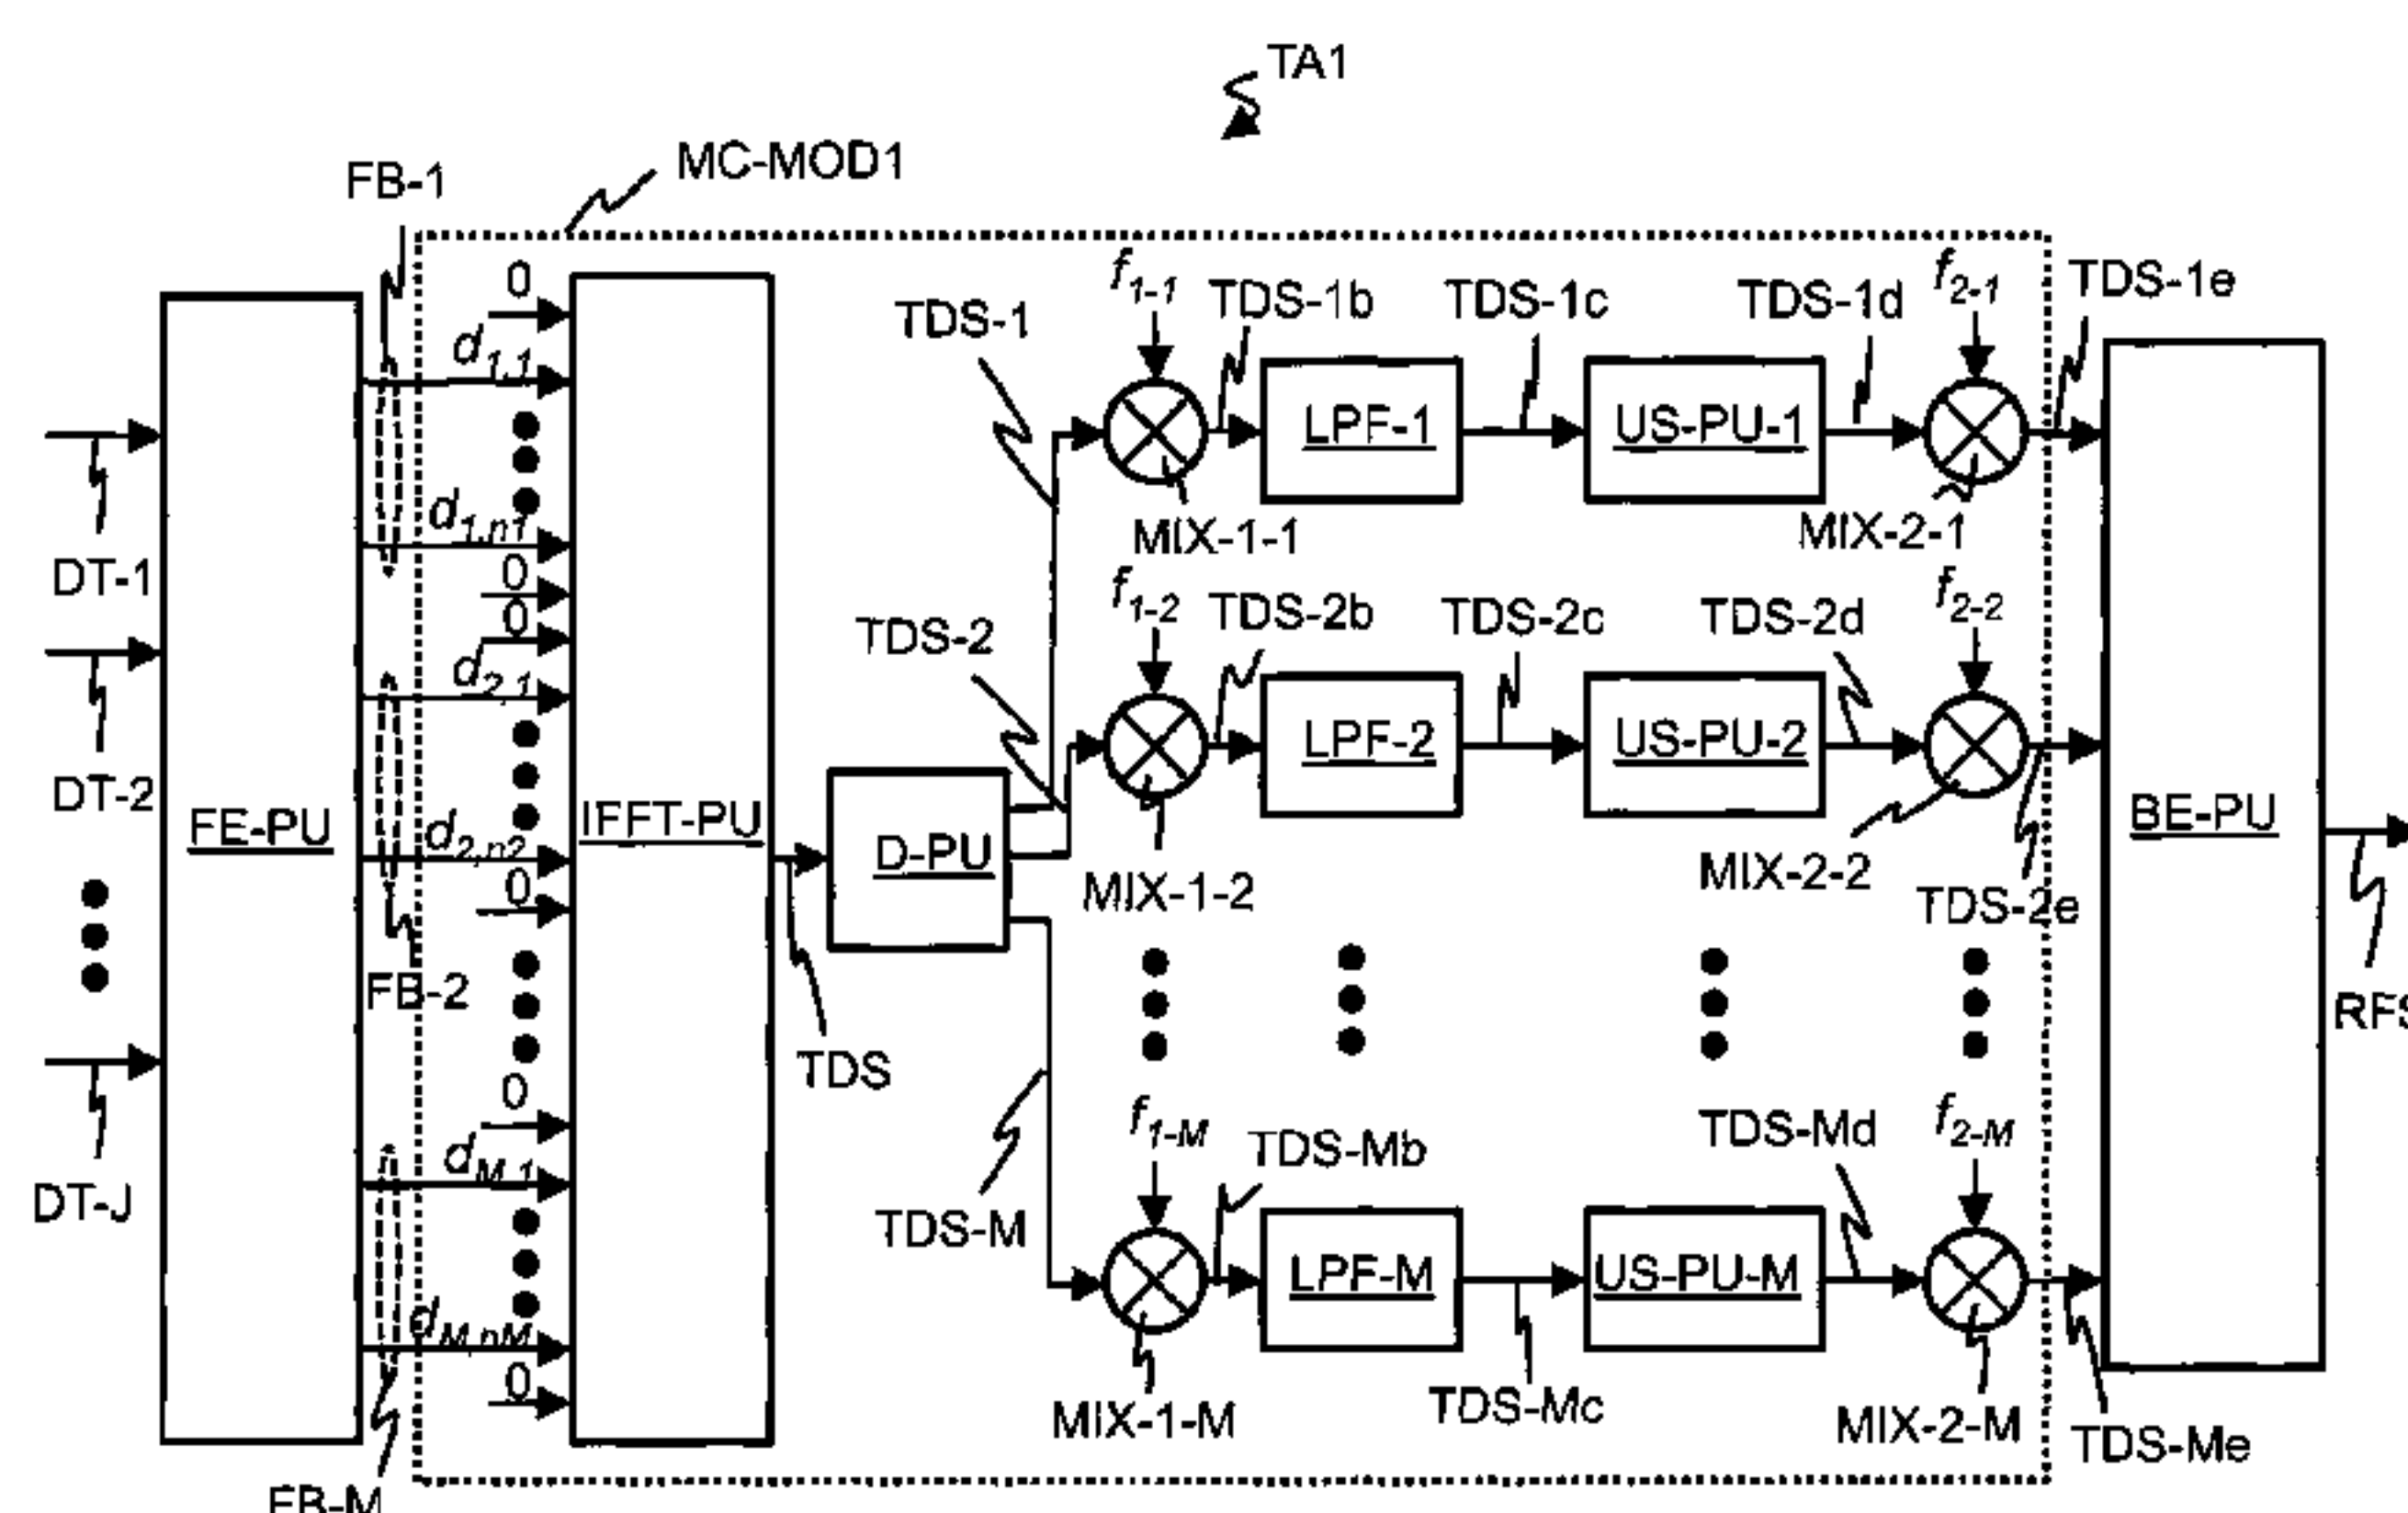 TA1
MC-MOD1
FB-1
0
f1-1
TDS-1b
TDS-1c
TDS-1d
f2-1
TDS-1e
TDS-1
d1,1
LPF-1
US-PU-1
d1,n1
MIX-1-1
MIX-2-1
DT-1
0
0
f1-2
TDS-2b
TDS-2c
TDS-2d
f2-2
TDS-2
d2,1
LPF-2
US-PU-2
DT-2
FE-PU
d2,n2
IFFT-PU
D-PU
BE-PU
0
MIX-1-2
MIX-2-2
TDS-2e
FB-2
RFS
TDS
0
f1-M
TDS-Mb
TDS-Md
f2-M
dM,1
DT-J
TDS-M
LPF-M
US-PU-M
dM,nM
0
MIX-1-M
TDS-Mc
MIX-2-M
TDS-Me
FB-M